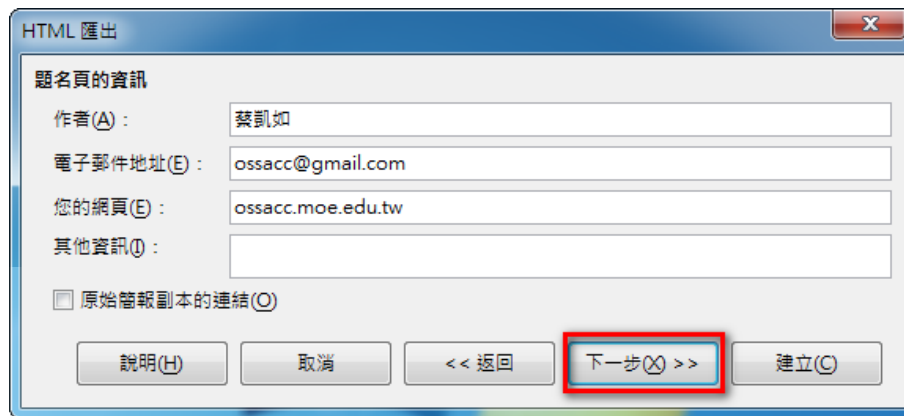 HTML 匯出
題名頁的資訊
作者(A)： 蔡凱如
電子郵件地址(E)： ossacc@gmail.com
您的網頁(E)： ossacc.moe.edu.tw
其他資訊(I)：
原始簡報副本的連結(O)
說明(H) 取消 << 返回 下一步(X) >> 建立(C)